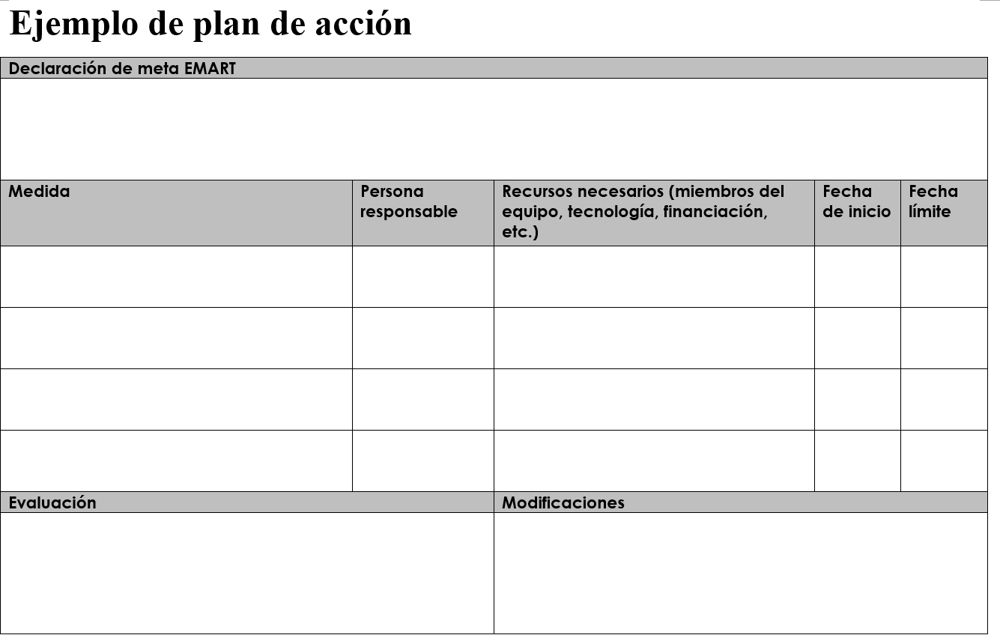 Ejemplo de plan de acción
Declaración de meta EMART
Medida
Persona
responsable
Recursos necesarios (miembros del
equipo, tecnología, financiación,
etc.)
Fecha
de inicio
Fecha
límite
Evaluación
Modificaciones